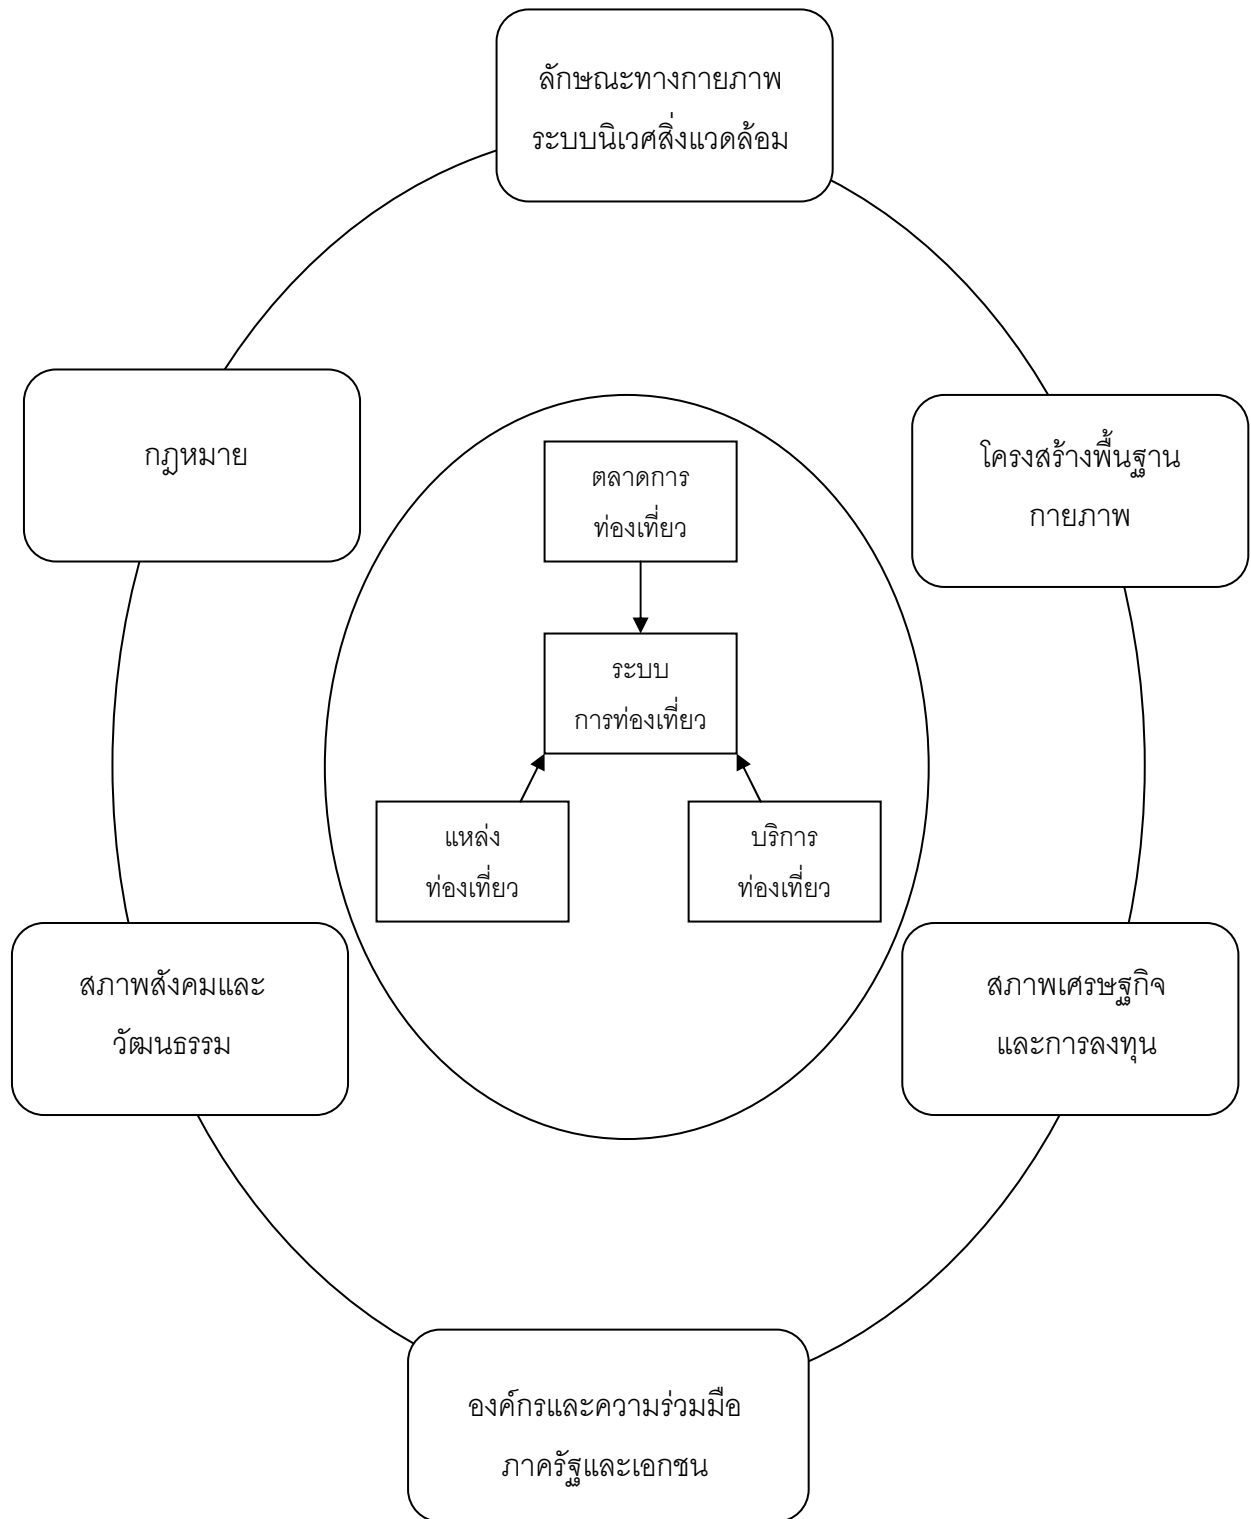 ลักษณะทางกายภาพ
ระบบนิเวศสิ่งแวดล้อม
กฎหมาย
โครงสร้างพื้นฐาน
กายภาพ
ตลาดการ
ท่องเที่ยว
ระบบ
การท่องเที่ยว
แหล่ง
ท่องเที่ยว
บริการ
ท่องเที่ยว
สภาพสังคมและ
วัฒนธรรม
สภาพเศรษฐกิจ
และการลงทุน
องค์กรและความร่วมมือ
ภาครัฐและเอกชน